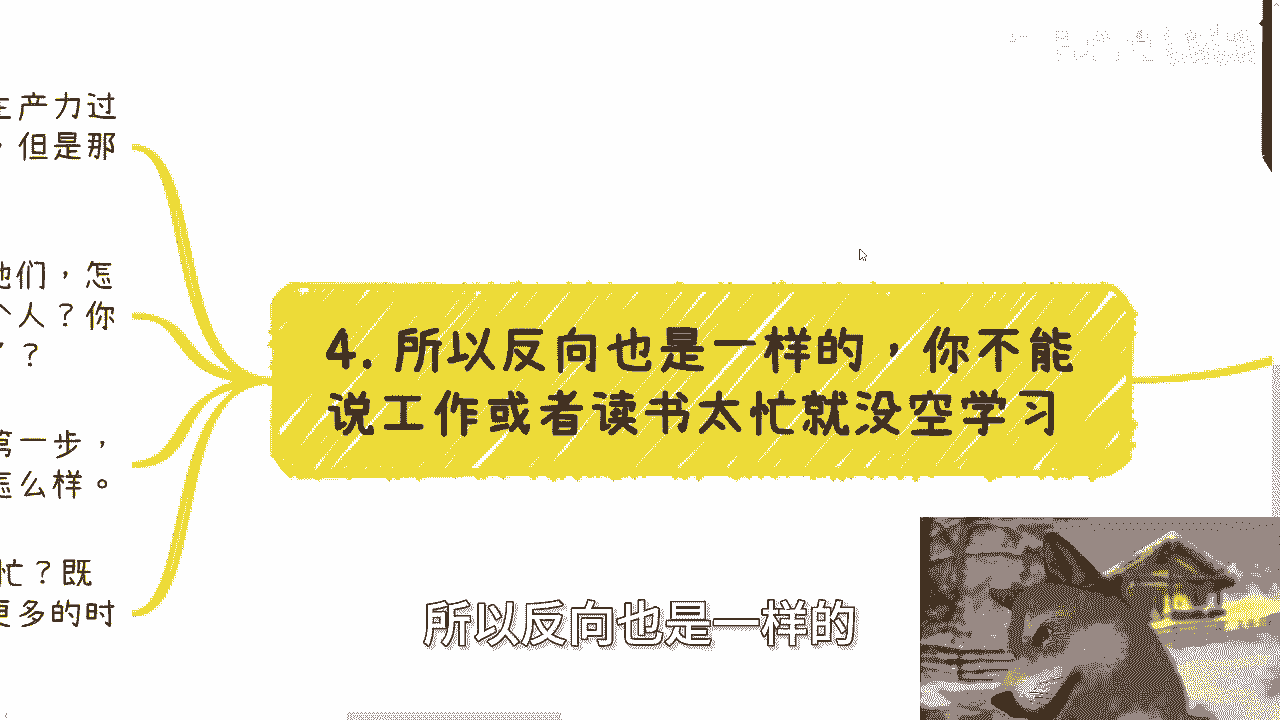 生产力过
，但是那
他们，怎
个人？你
？
第一步，
怎么样。
忙？既
更多的时
4. 所以反向也是一样的，你不能
说工作或者读书太忙就没空学习
所以反向也是一样的